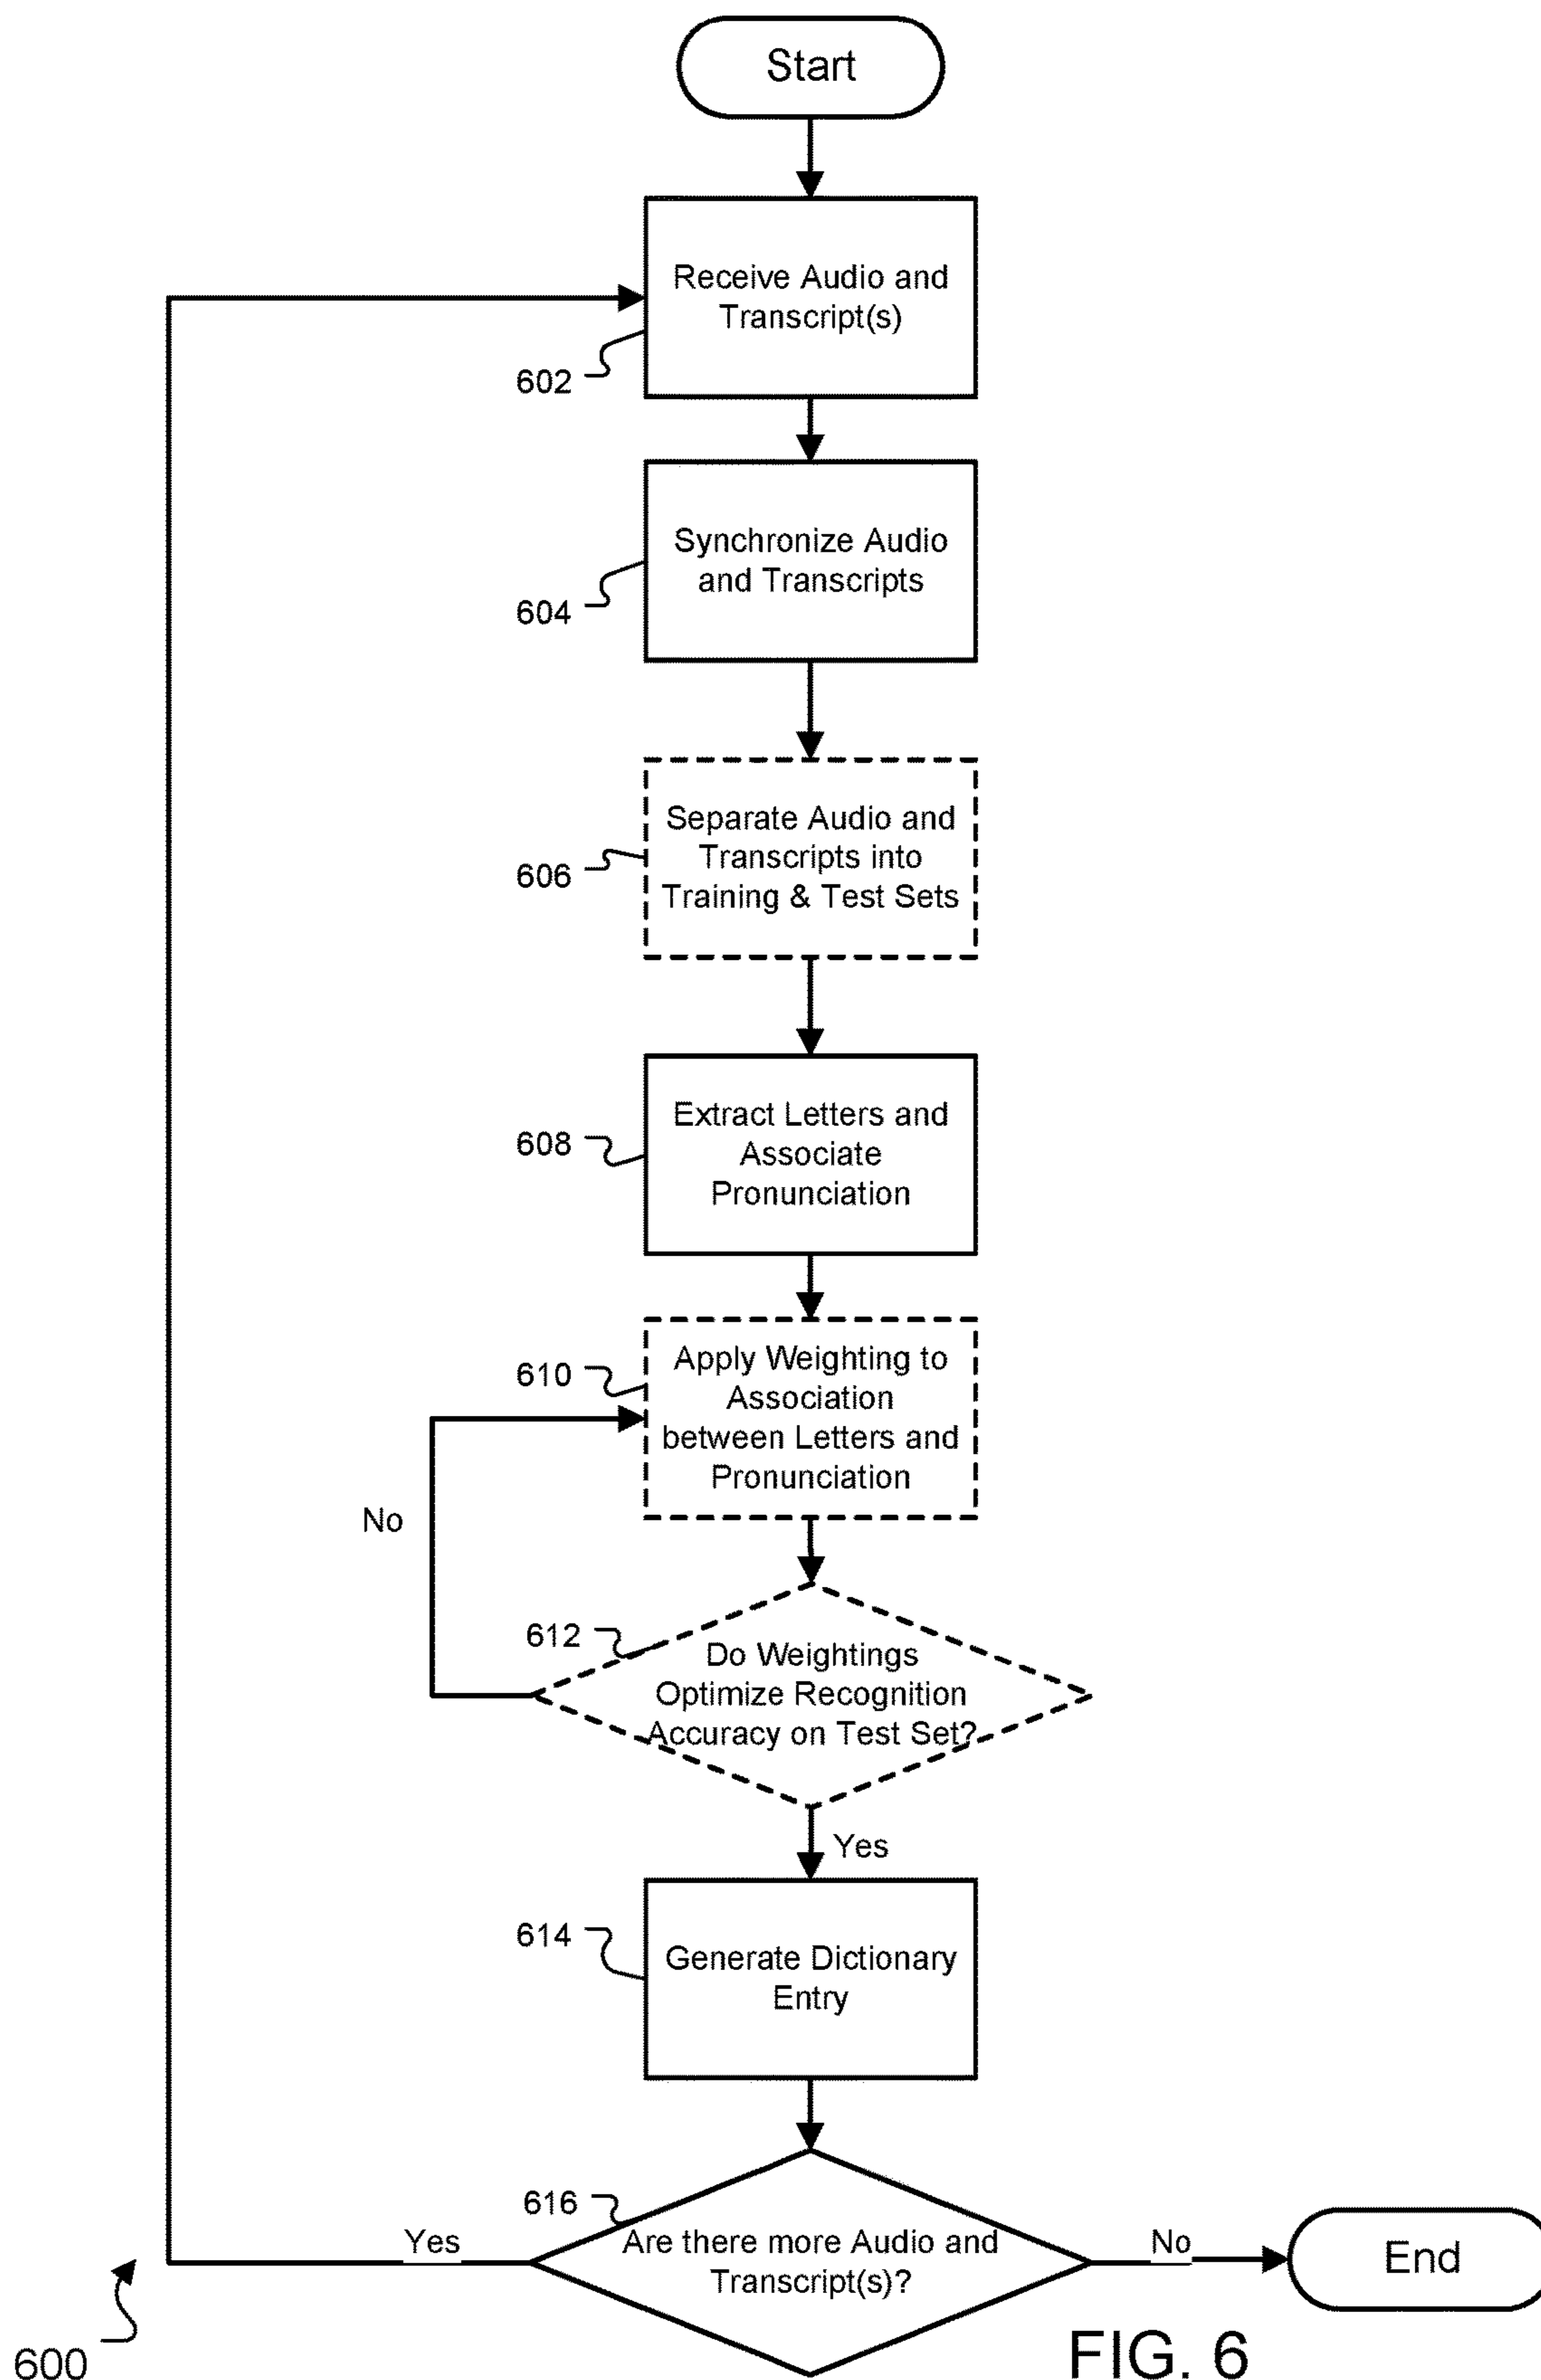 Start
Receive Audio and
Transcript(s)
602
Synchronize Audio
and Transcripts
604
Separate Audio and
Transcripts into
Training & Test Sets
606
Extract Letters and
Associate
Pronunciation
608
Apply Weighting to
Association
between Letters and
Pronunciation
610
No
612
Do Weightings
Optimize Recognition
Accuracy on Test Set?
Yes
614
Generate Dictionary
Entry
616
Are there more Audio and
Transcript(s)?
Yes
No
End
600
FIG. 6